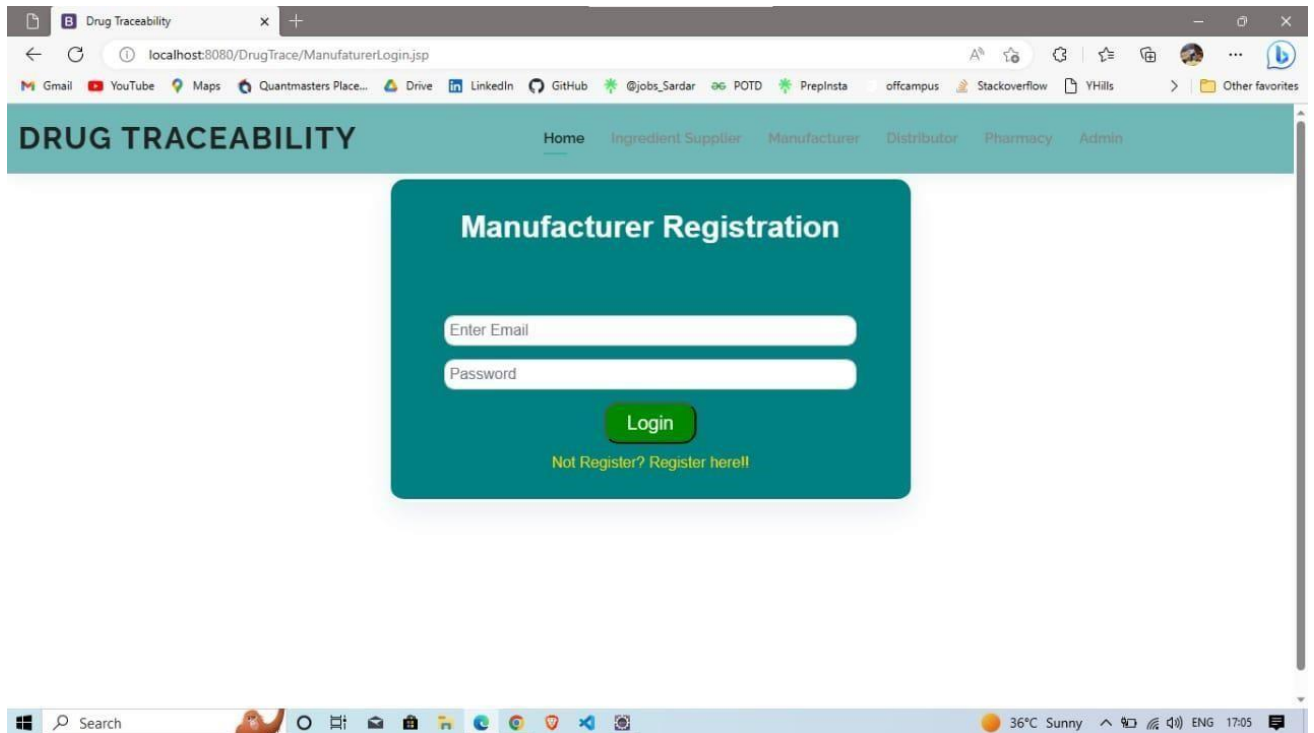 Drug Traceability
localhost:8080/DrugTrace/ManufaturerLogin.jsp
Gmail YouTube Maps Quantmasters Place... Drive LinkedIn GitHub @jobs_Sardar POTD PrepInsta offcampus Stackoverflow YHills Other favorites
DRUG TRACEABILITY Home Ingredient Supplier Manufacturer Distributor Pharmacy Admin
Manufacturer Registration
Enter Email
Password
Login
Not Register? Register here!!
Search 36°C Sunny ENG 17:05